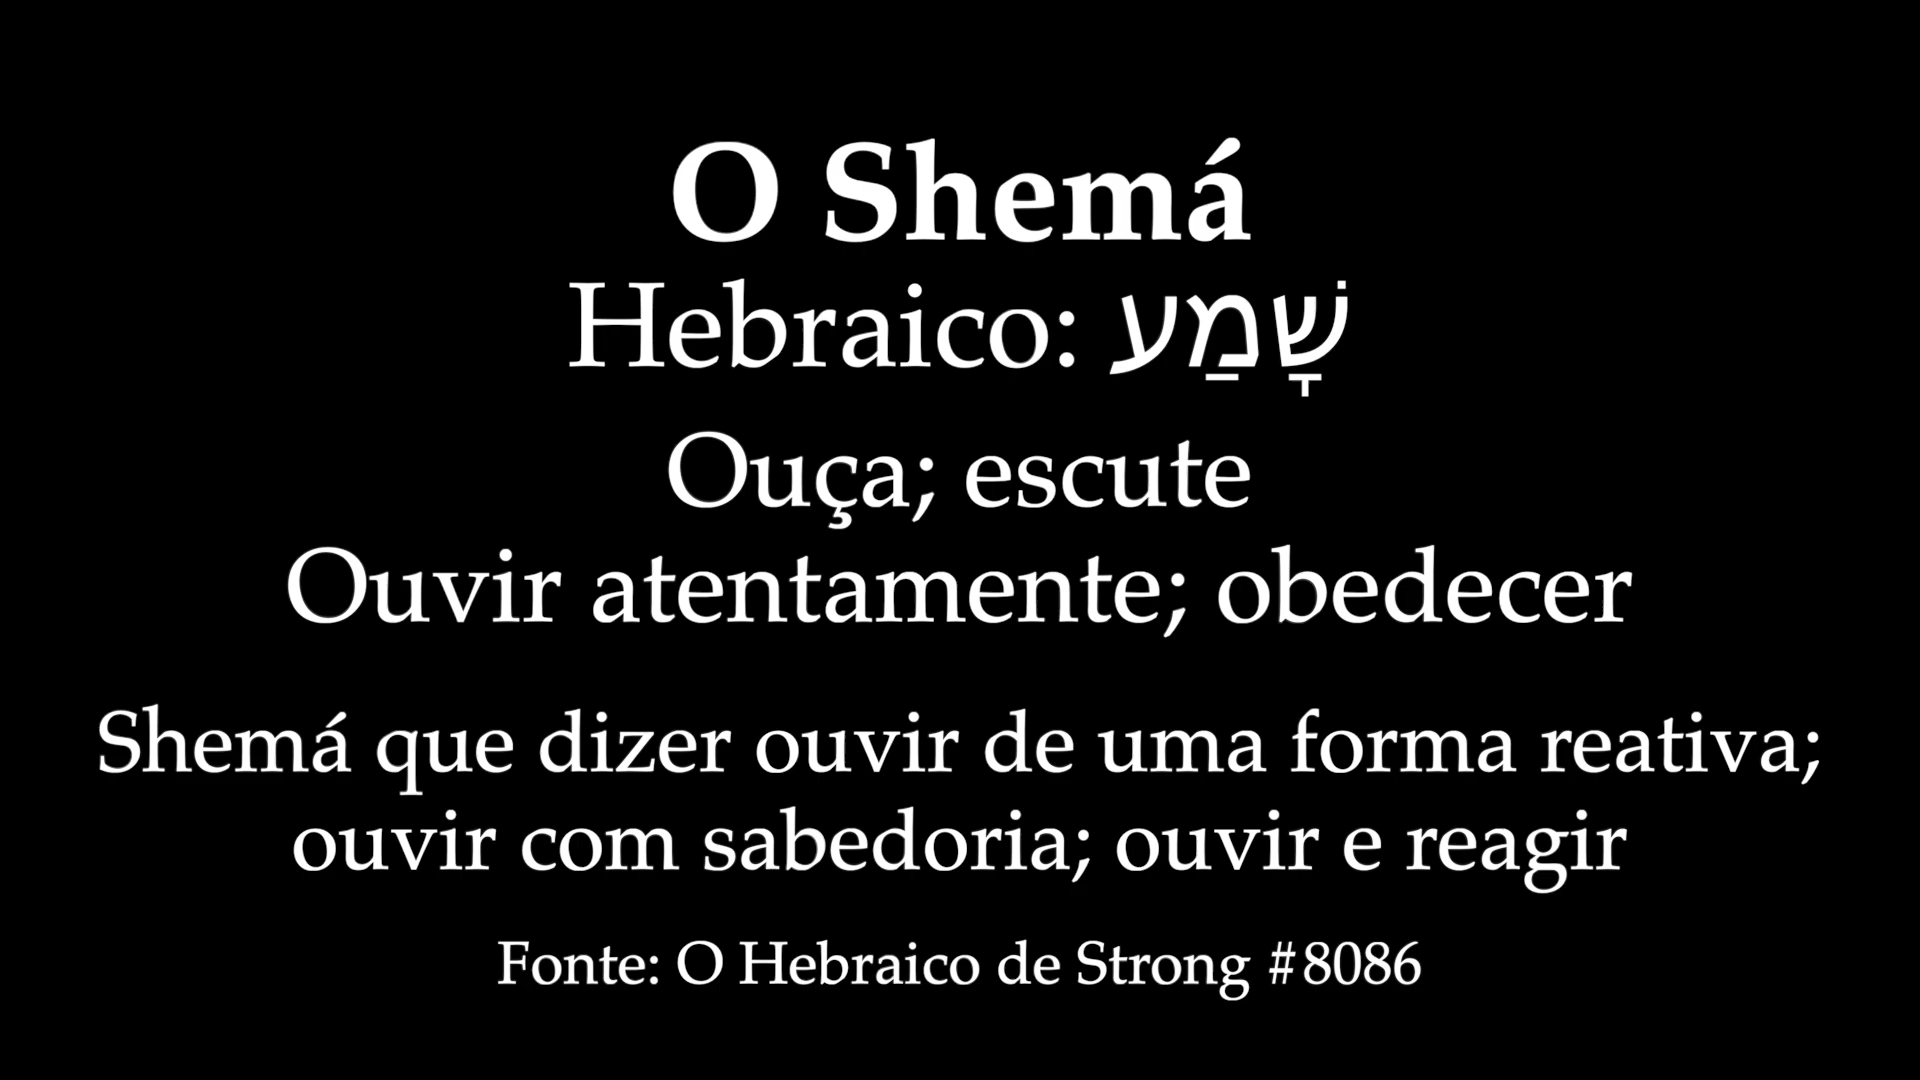 O Shemá
Hebraico: שָׁמַע
Ouça; escute
Ouvir atentamente; obedecer
Shemá que dizer ouvir de uma forma reativa;
ouvir com sabedoria; ouvir e reagir
Fonte: O Hebraico de Strong #8086